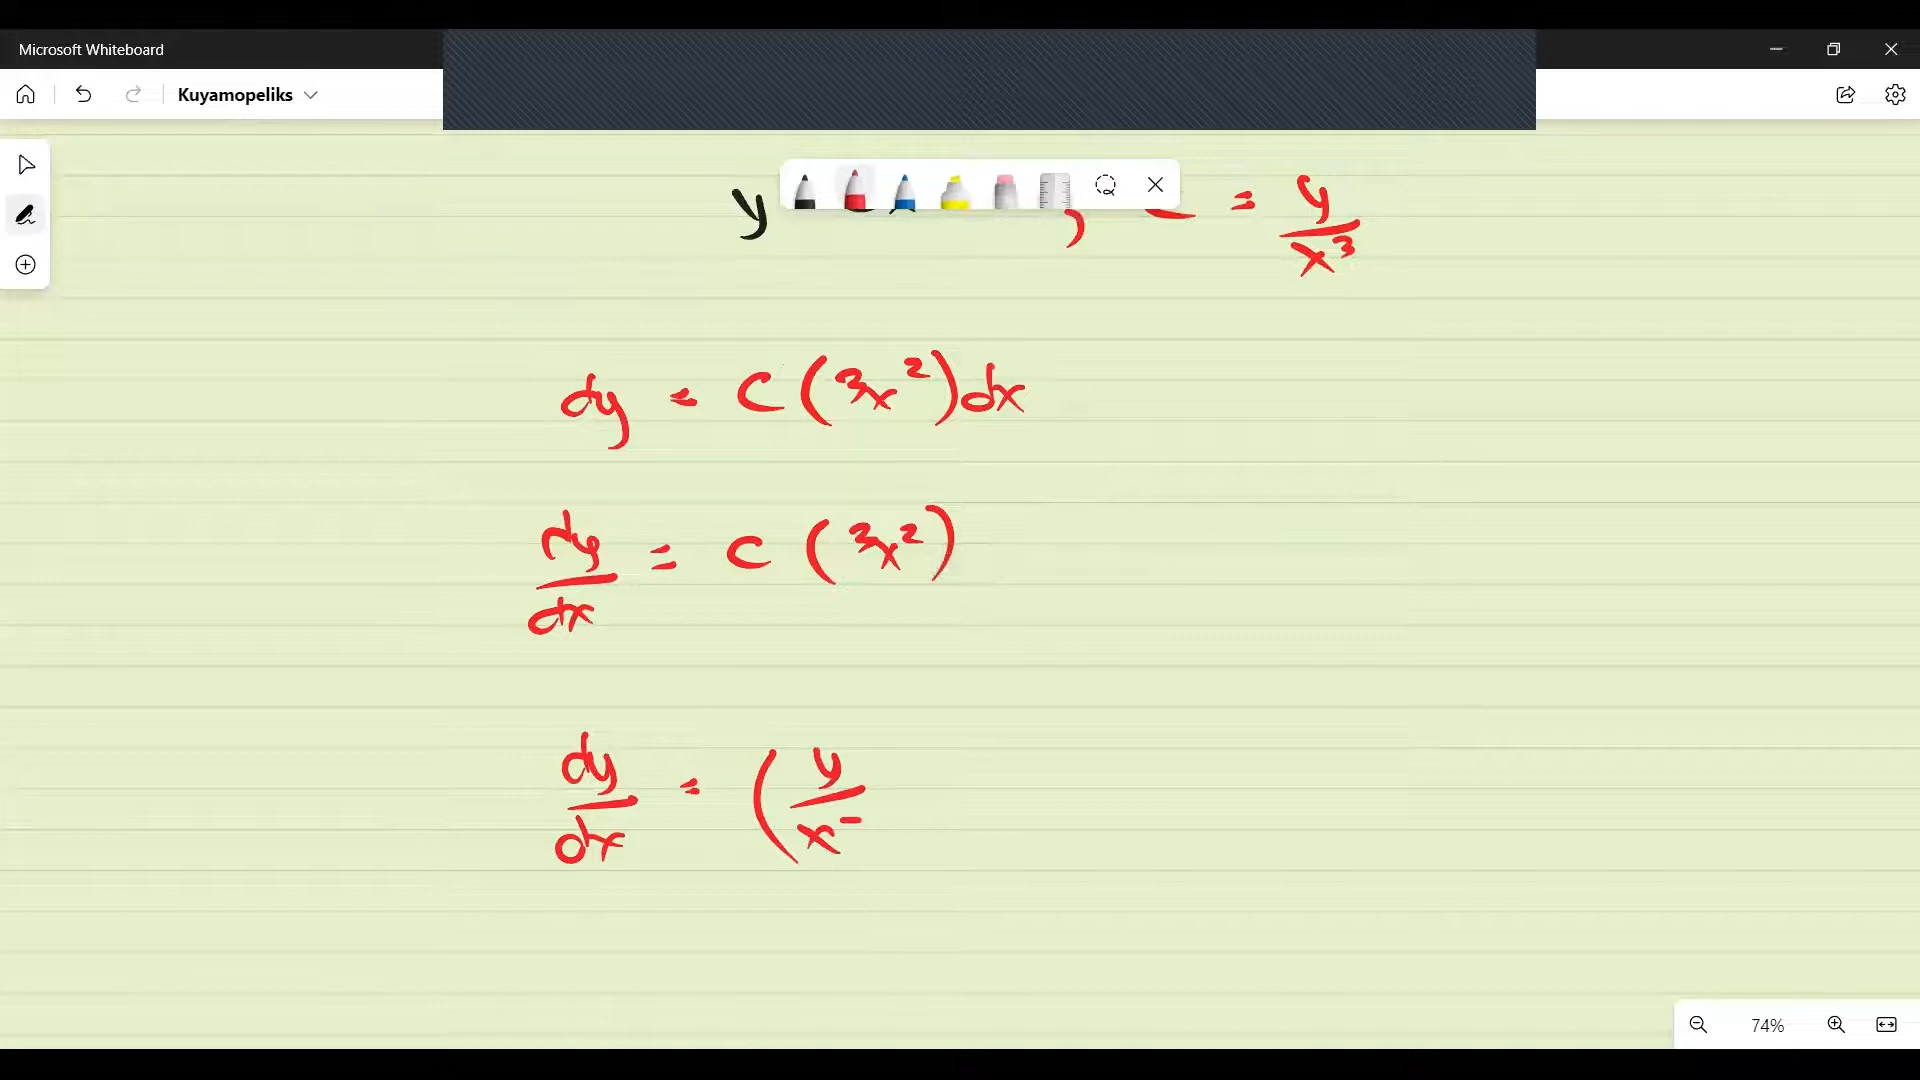 Microsoft Whiteboard
Kuyamopeliks
y , = y/x³
dy = C(3x²)dx
dy/dx = C(3x²)
dy/dx = (y/x
74%